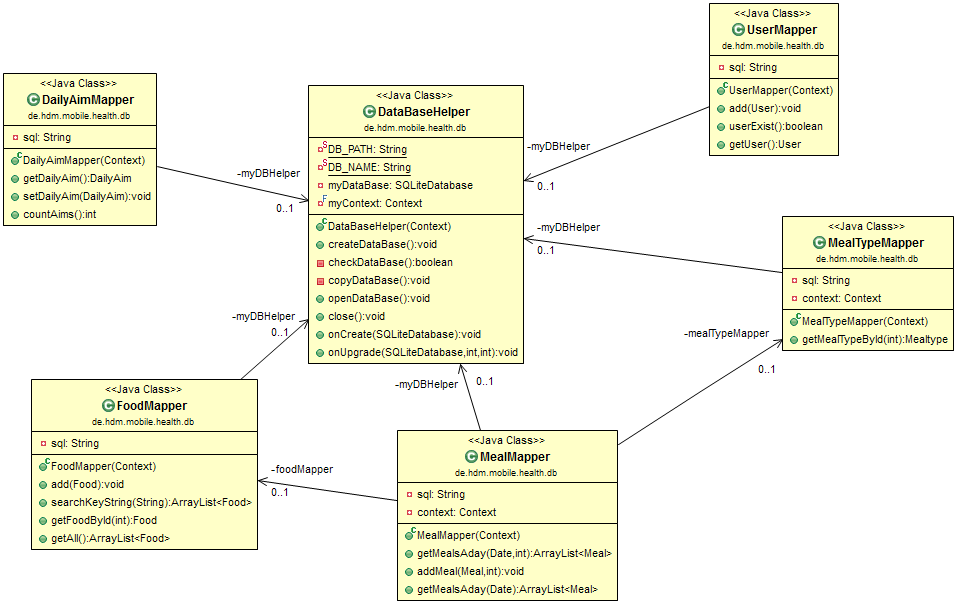 <<Java Class>>
UserMapper
de.hdm.mobile.health.db
sql: String
UserMapper(Context)
add(User):void
userExist():boolean
getUser():User
<<Java Class>>
DailyAimMapper
de.hdm.mobile.health.db
sql: String
DailyAimMapper(Context)
getDailyAim():DailyAim
setDailyAim(DailyAim):void
countAims():int
<<Java Class>>
DataBaseHelper
de.hdm.mobile.health.db
DB_PATH: String
DB_NAME: String
myDataBase: SQLiteDatabase
myContext: Context
DataBaseHelper(Context)
createDataBase():void
checkDataBase():boolean
copyDataBase():void
openDataBase():void
close():void
onCreate(SQLiteDatabase):void
onUpgrade(SQLiteDatabase,int,int):void
-myDBHelper
0..1
-myDBHelper
0..1
-myDBHelper
0..1
<<Java Class>>
MealTypeMapper
de.hdm.mobile.health.db
sql: String
context: Context
MealTypeMapper(Context)
getMealTypeById(int):Mealtype
-myDBHelper
0..1
-mealTypeMapper
0..1
-myDBHelper
0..1
<<Java Class>>
FoodMapper
de.hdm.mobile.health.db
sql: String
FoodMapper(Context)
add(Food):void
searchKeyString(String):ArrayList<Food>
getFoodById(int):Food
getAll():ArrayList<Food>
-foodMapper
0..1
<<Java Class>>
MealMapper
de.hdm.mobile.health.db
sql: String
context: Context
MealMapper(Context)
getMealsAday(Date,int):ArrayList<Meal>
addMeal(Meal,int):void
getMealsAday(Date):ArrayList<Meal>